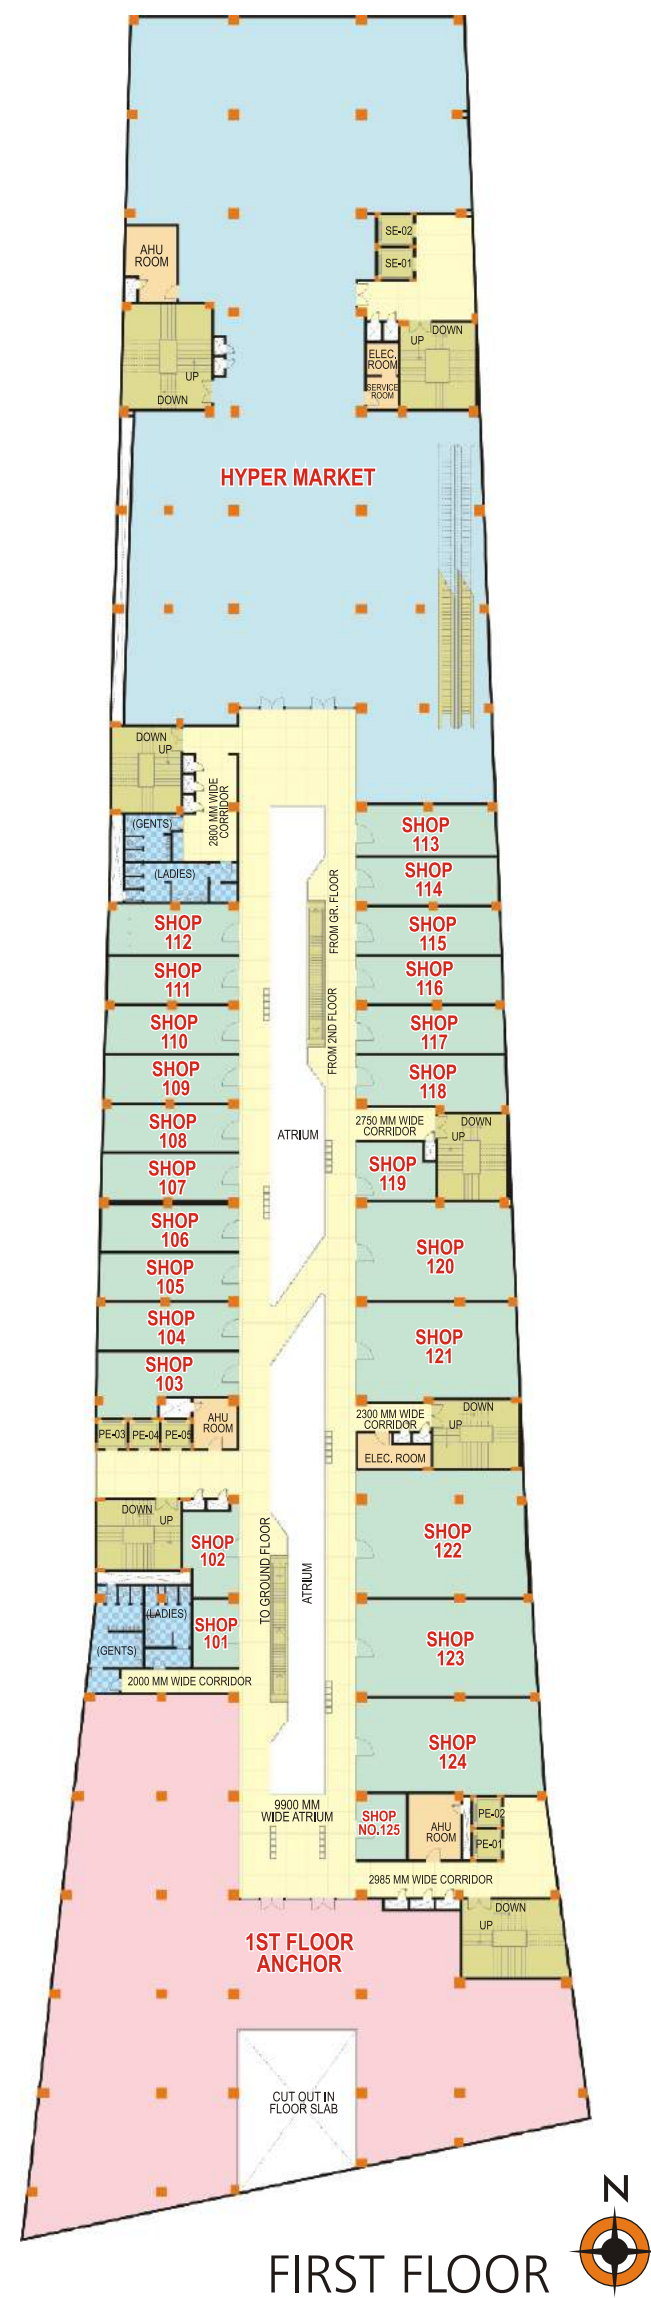 SE-02
AHU
ROOM
SE-01
DOWN
UP
ELEC.
ROOM
UP
SERVICE
ROOM
DOWN
HYPER MARKET
DOWN
UP
2800 MM WIDE
CORRIDOR
(GENTS)
SHOP
113
(LADIES)
SHOP
114
FROM GR. FLOOR
SHOP
112
SHOP
115
SHOP
111
SHOP
116
FROM 2ND FLOOR
SHOP
110
SHOP
117
SHOP
109
SHOP
118
SHOP
108
ATRIUM
2750 MM WIDE
CORRIDOR
DOWN
UP
SHOP
107
SHOP
119
SHOP
106
SHOP
120
SHOP
105
SHOP
104
SHOP
121
SHOP
103
PE-03
PE-04
PE-05
AHU
ROOM
2300 MM WIDE
CORRIDOR
DOWN
UP
ELEC. ROOM
DOWN
UP
SHOP
102
TO GROUND FLOOR
ATRIUM
SHOP
122
(LADIES)
(GENTS)
SHOP
101
SHOP
123
2000 MM WIDE CORRIDOR
SHOP
124
9900 MM
WIDE ATRIUM
SHOP
NO.125
AHU
ROOM
PE-02
PE-01
2985 MM WIDE CORRIDOR
DOWN
UP
1ST FLOOR
ANCHOR
CUT OUT IN
FLOOR SLAB
N
FIRST FLOOR